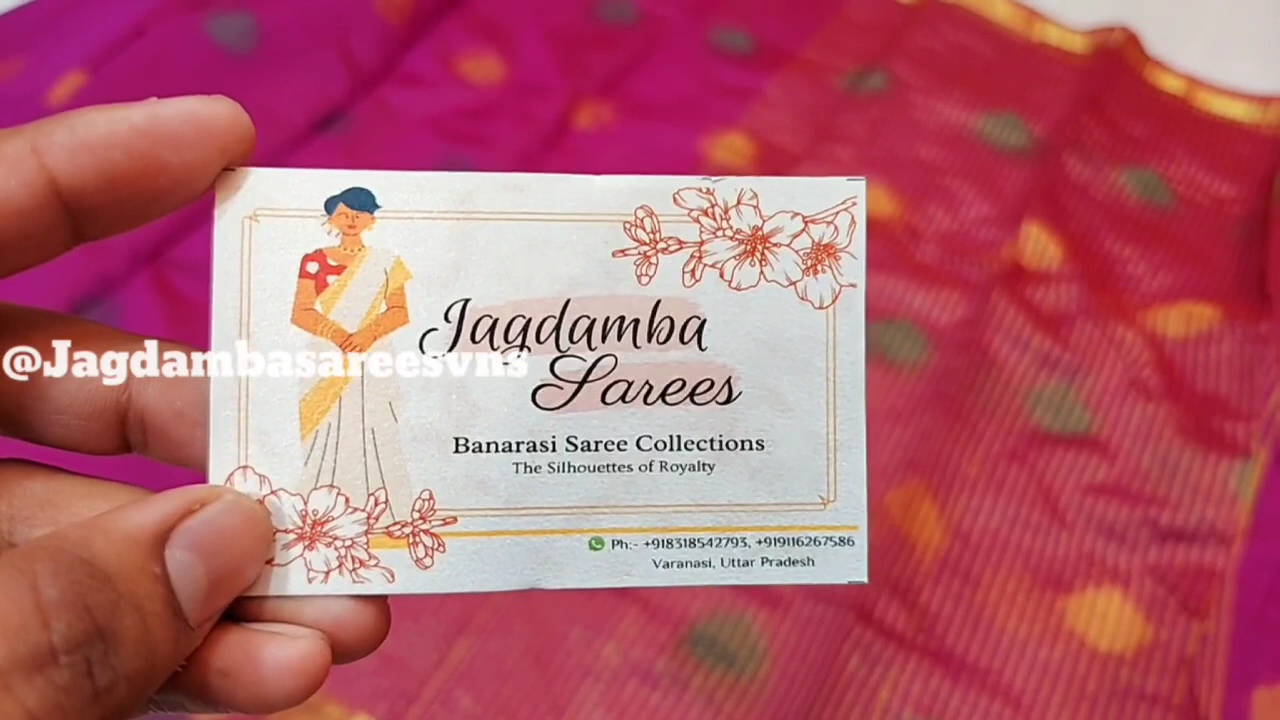 @Jagdambasareesvns
Jagdamba
Sarees
Banarasi Saree Collections
The Silhouettes of Royalty
Ph:- +918318542793, +919116267586
Varanasi, Uttar Pradesh